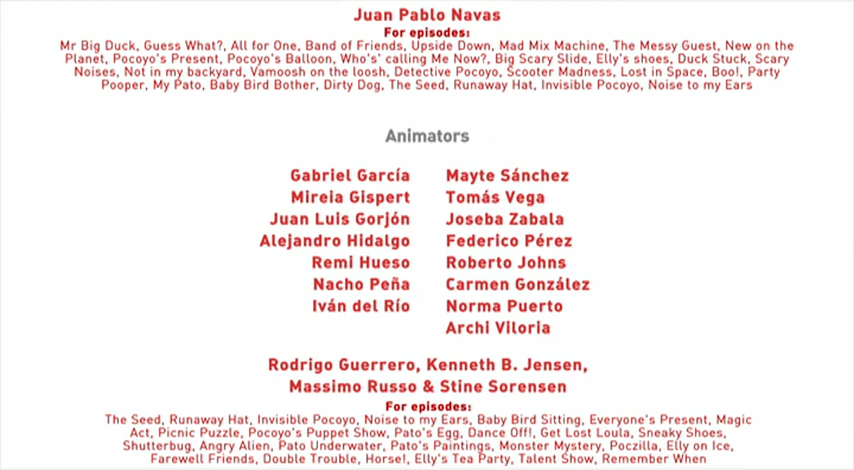 Juan Pablo Navas
For episodes:
Mr Big Duck, Guess What?, All for One, Band of Friends, Upside Down, Mad Mix Machine, The Messy Guest, New on the
Planet, Pocoyo's Present, Pocoyo's Balloon, Who's' calling Me Now?, Big Scary Slide, Elly's shoes, Duck Stuck, Scary
Noises, Not in my backyard, Vamoosh on the loosh, Detective Pocoyo, Scooter Madness, Lost in Space, Boo!, Party
Pooper, My Pato, Baby Bird Bother, Dirty Dog, The Seed, Runaway Hat, Invisible Pocoyo, Noise to my Ears
Animators
Gabriel García Mayte Sánchez
Mireia Gispert Tomás Vega
Juan Luis Gorjón Joseba Zabala
Alejandro Hidalgo Federico Pérez
Remi Hueso Roberto Johns
Nacho Peña Carmen González
Iván del Río Norma Puerto
Archi Viloria
Rodrigo Guerrero, Kenneth B. Jensen,
Massimo Russo & Stine Sorensen
For episodes:
The Seed, Runaway Hat, Invisible Pocoyo, Noise to my Ears, Baby Bird Sitting, Everyone's Present, Magic
Act, Picnic Puzzle, Pocoyo's Puppet Show, Pato's Egg, Dance Off!, Get Lost Loula, Sneaky Shoes,
Shutterbug, Angry Alien, Pato Underwater, Pato's Paintings, Monster Mystery, Poczilla, Elly on Ice,
Farewell Friends, Double Trouble, Horse!, Elly's Tea Party, Talent Show, Remember When